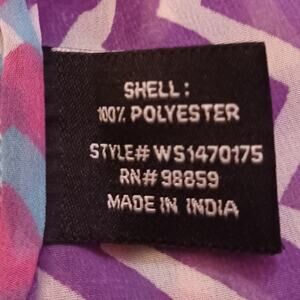 SHELL:
100% POLYESTER
STYLE# WS1470175
RN# 98859
MADE IN INDIA